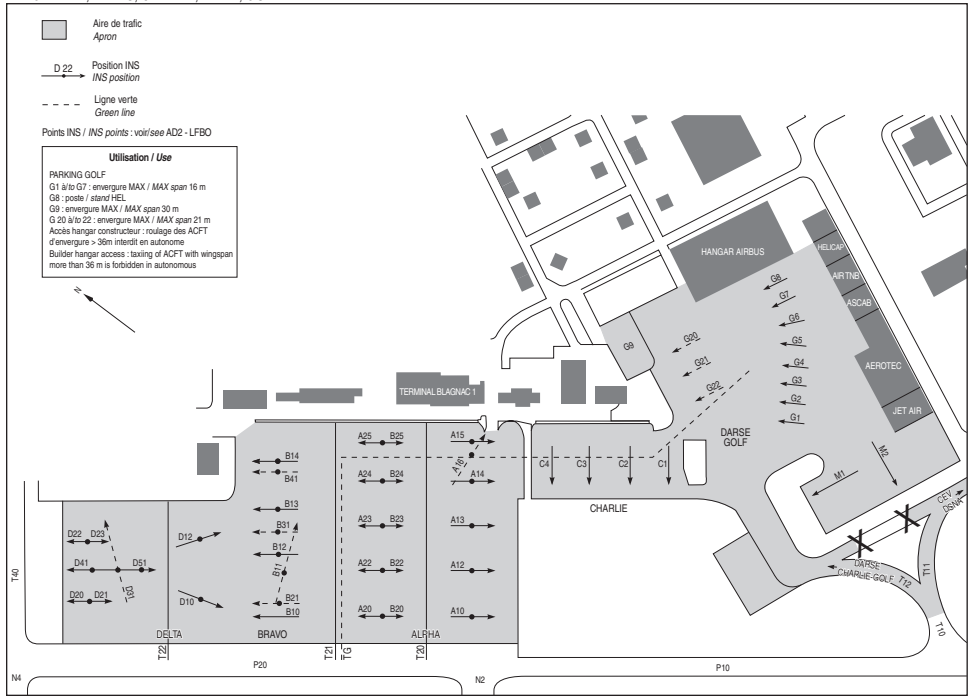 Aire de trafic
Apron
D 22
Position INS
INS position
Ligne verte
Green line
Points INS / INS points : voir/see AD2 - LFBO
Utilisation / Use
PARKING GOLF
G1 à/to G7 : envergure MAX / MAX span 16 m
G8 : poste / stand HEL
G9 : envergure MAX / MAX span 30 m
G 20 à/to 22 : envergure MAX / MAX span 21 m
Accès hangar constructeur : roulage des ACFT
d'envergure > 36m interdit en autonome
Builder hangar access : taxiing of ACFT with wingspan
more than 36 m is forbidden in autonomous
N
HANGAR AIRBUS
HELICAP
AIR TNB
ASCAB
AEROTEC
JET AIR
G8
G7
G6
G5
G4
G3
G2
G1
G9
G20
G21
G22
DARSE
GOLF
TERMINAL BLAGNAC 1
A25 B25
A15
A16
A14
B14
B41
A24 B24
C4
C3
C2
C1
CHARLIE
M1
M2
CEV
DSNA
B13
B31
B12
B11
B21
B10
A23 B23
A13
A22 B22
A12
A20 B20
A10
D22 D23
D12
D41
D51
D31
D20 D21
D10
DARSE
CHARLIE-GOLF
T12
T11
T10
T40
DELTA
BRAVO
ALPHA
T22
T21
TG
T20
P20
P10
N4
N2